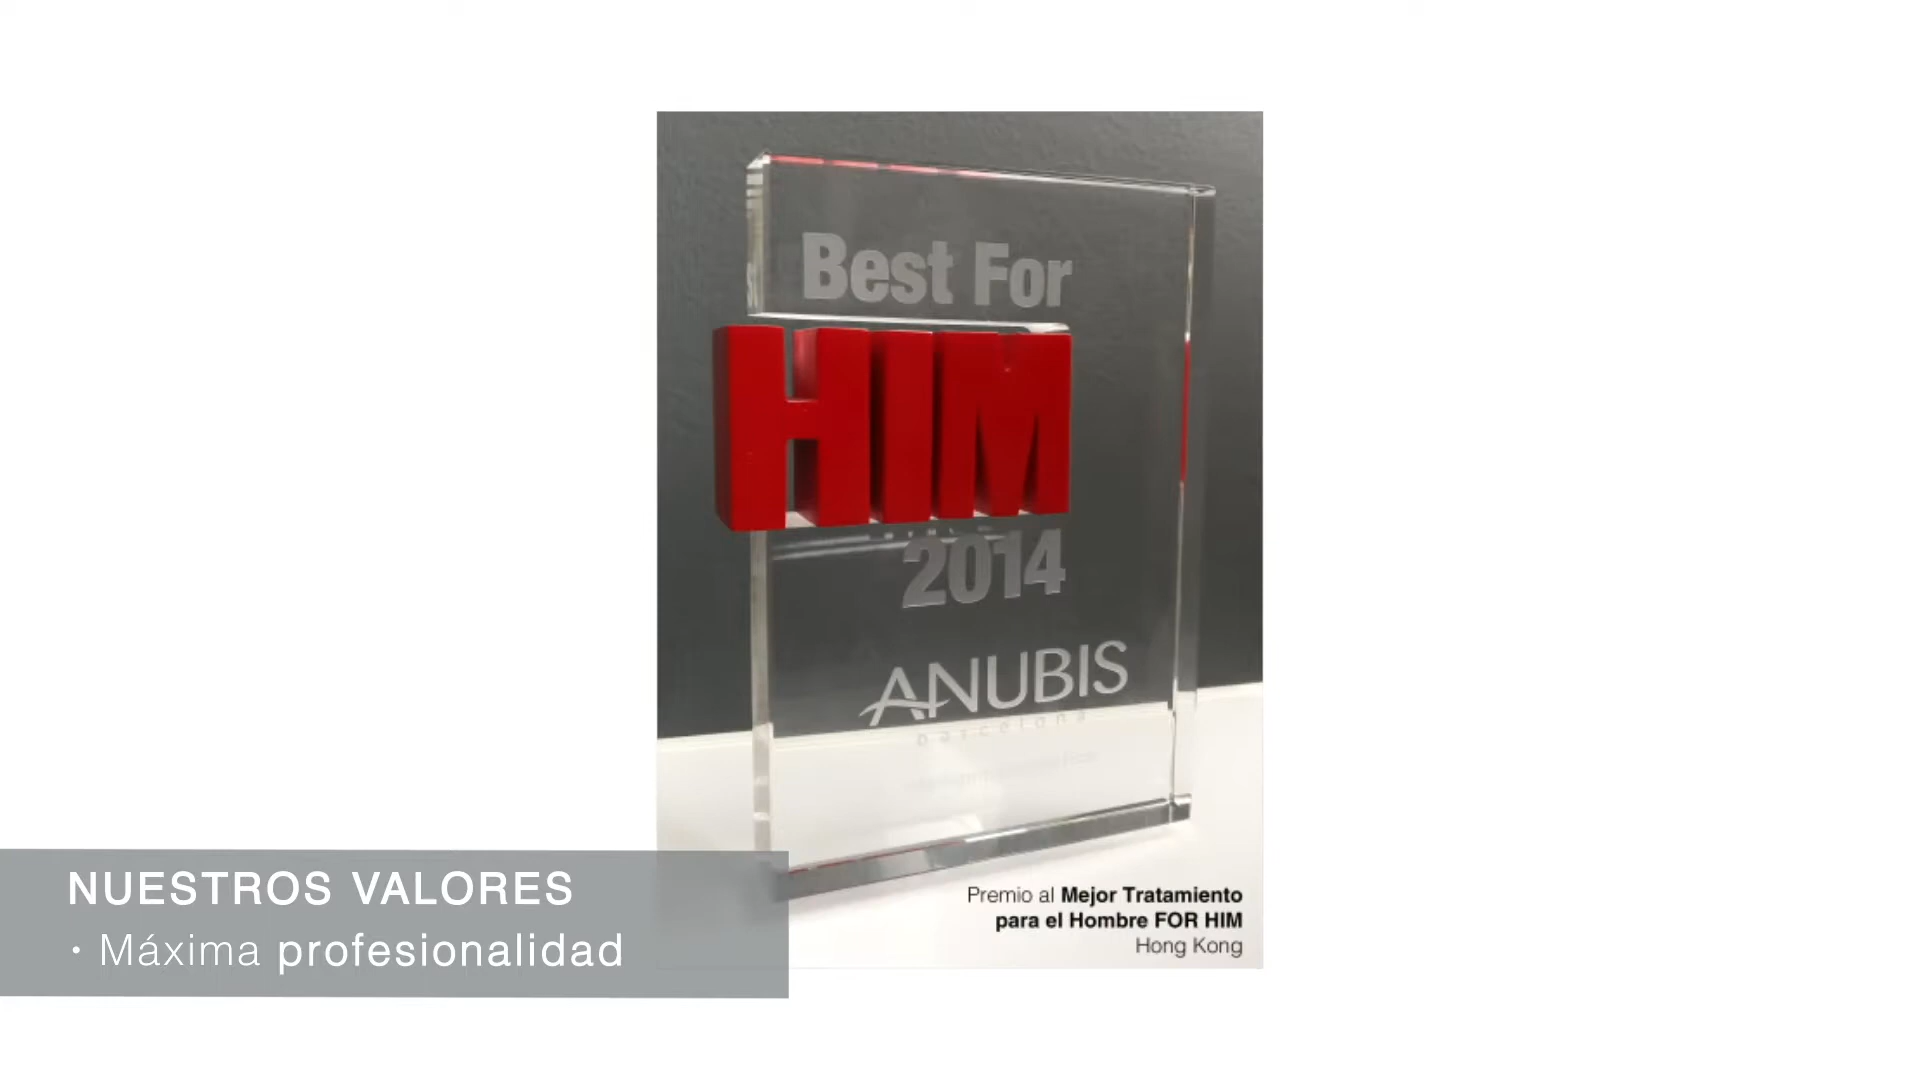 Best For
HIM
2014
ANUBIS
barcelona
Premio al Mejor Tratamiento
para el Hombre FOR HIM
Hong Kong
NUESTROS VALORES
• Máxima profesionalidad